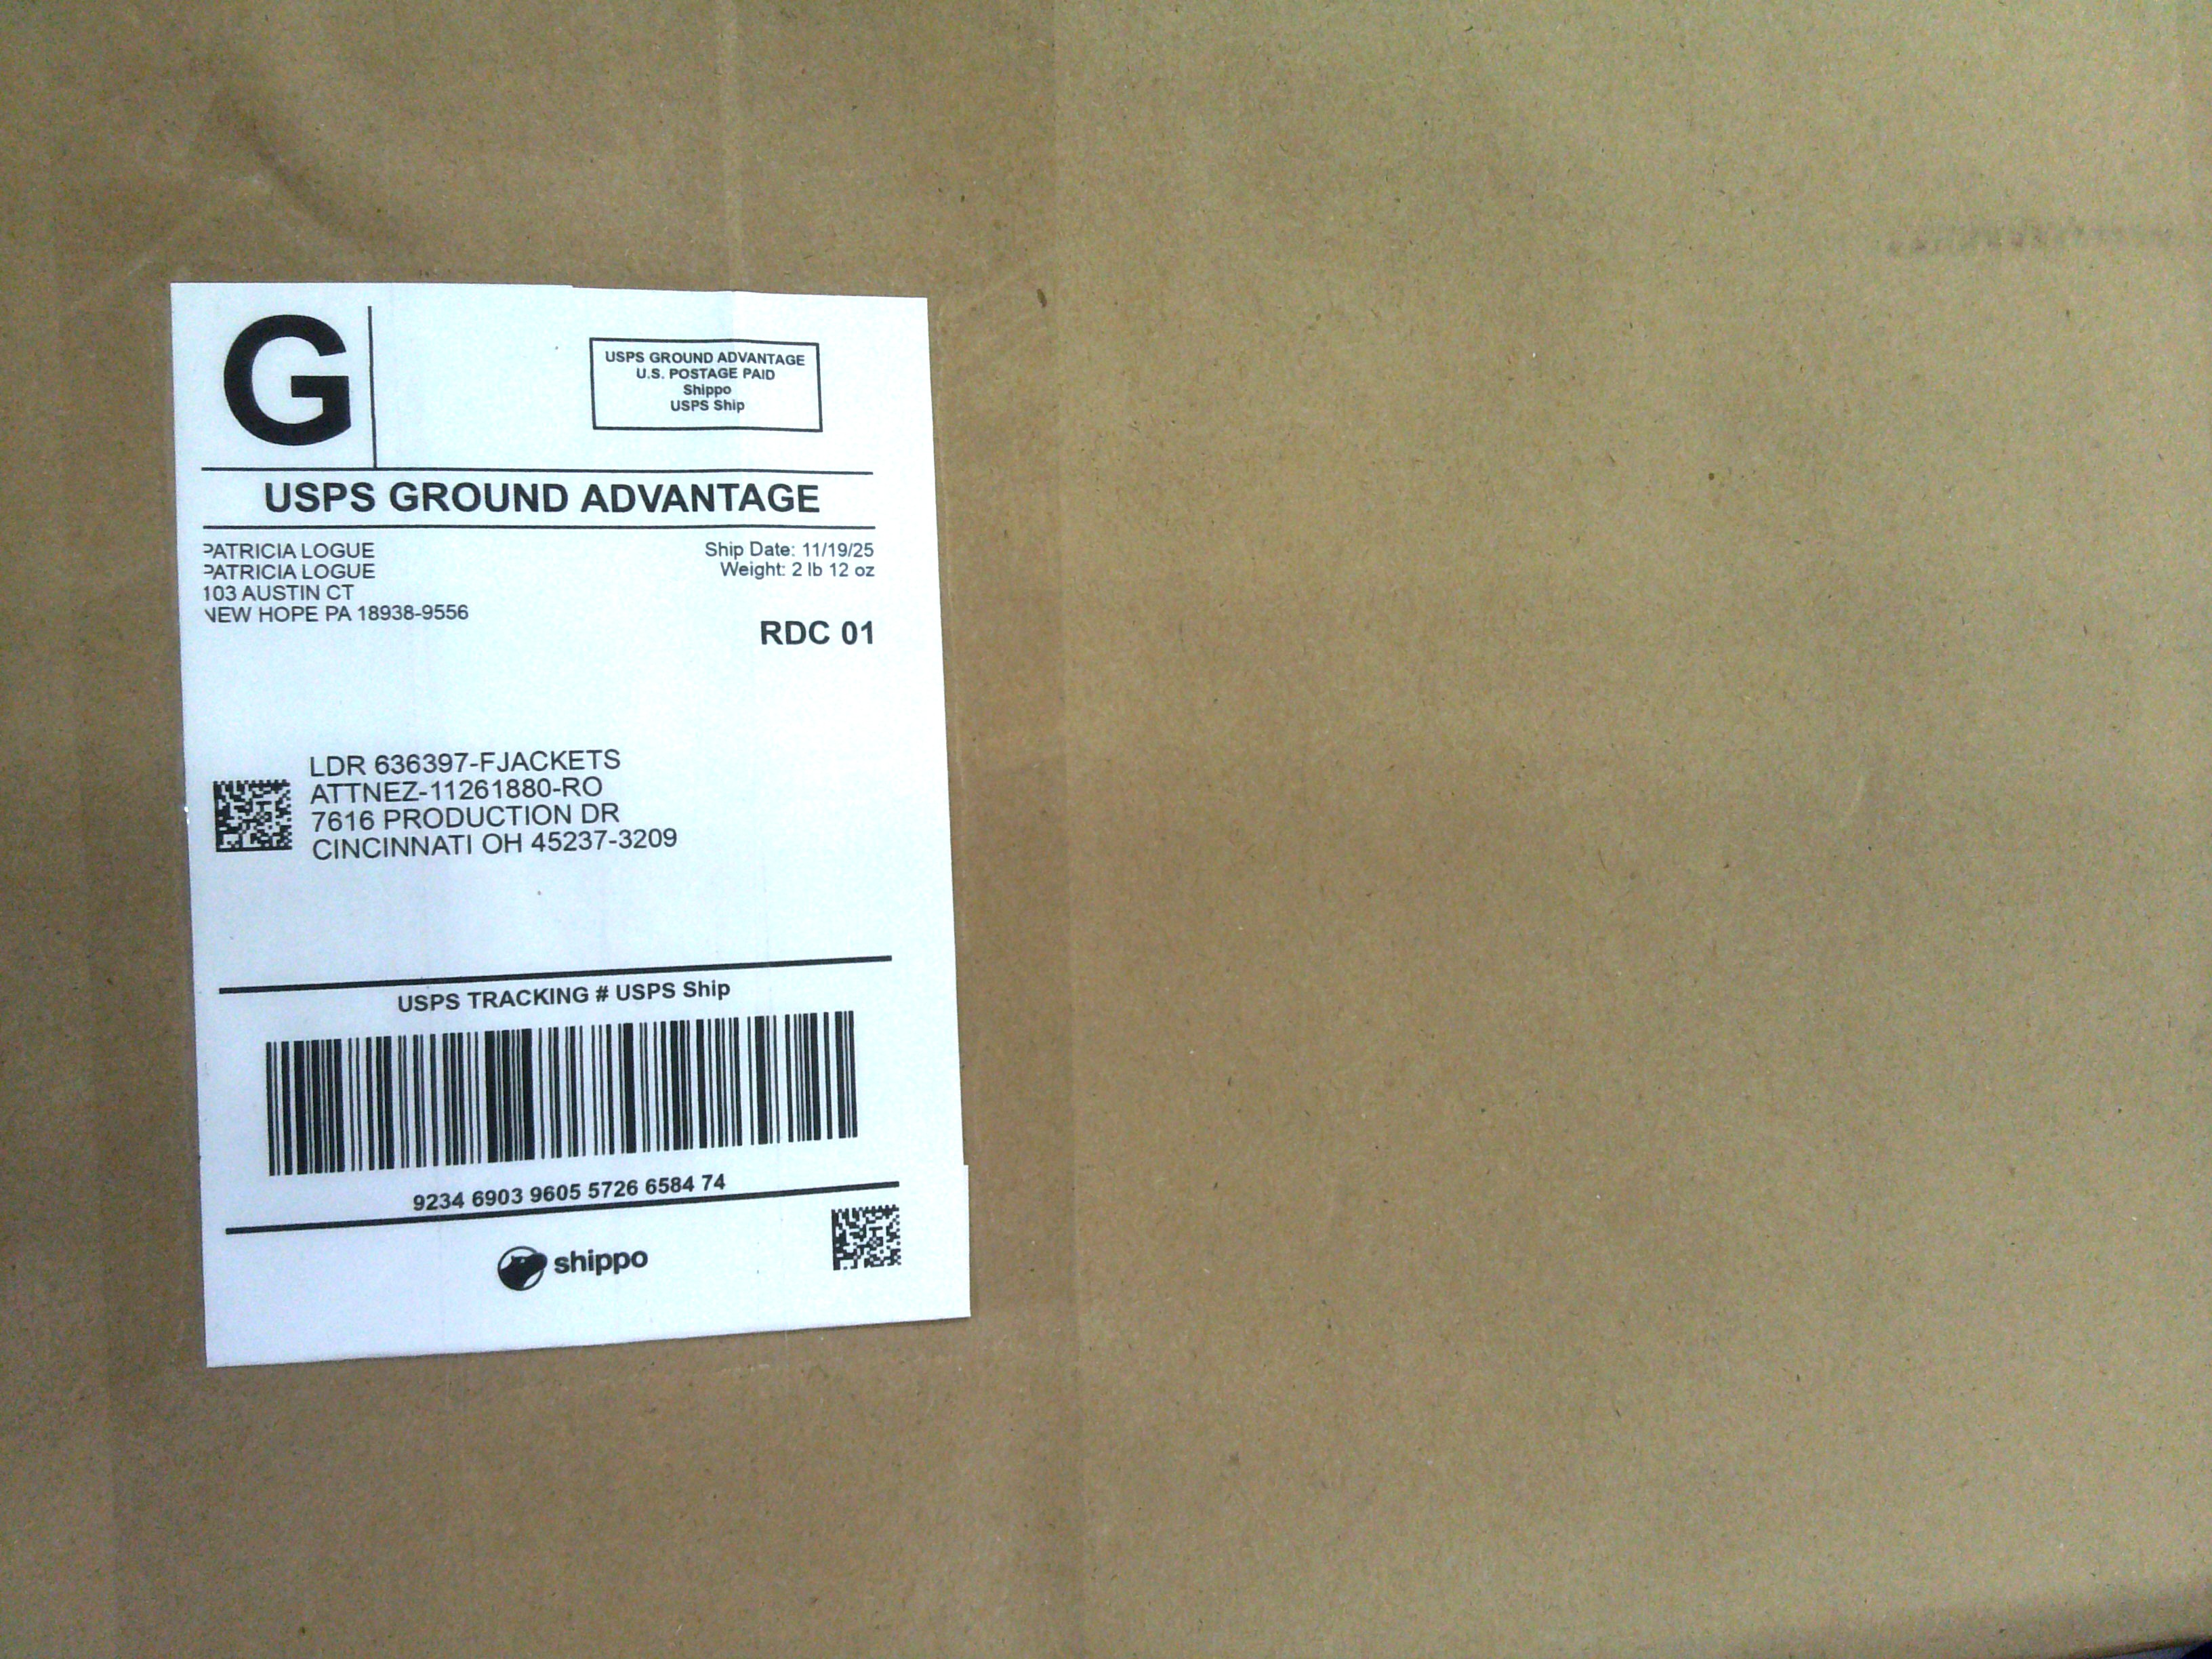 G
USPS GROUND ADVANTAGE
U.S. POSTAGE PAID
Shippo
USPS Ship
USPS GROUND ADVANTAGE
PATRICIA LOGUE
PATRICIA LOGUE
103 AUSTIN CT
NEW HOPE PA 18938-9556
Ship Date: 11/19/25
Weight: 2 lb 12 oz
RDC 01
LDR 636397-FJACKETS
ATTNEZ-11261880-RO
7616 PRODUCTION DR
CINCINNATI OH 45237-3209
USPS TRACKING # USPS Ship
9234 6903 9605 5726 6584 74
shippo